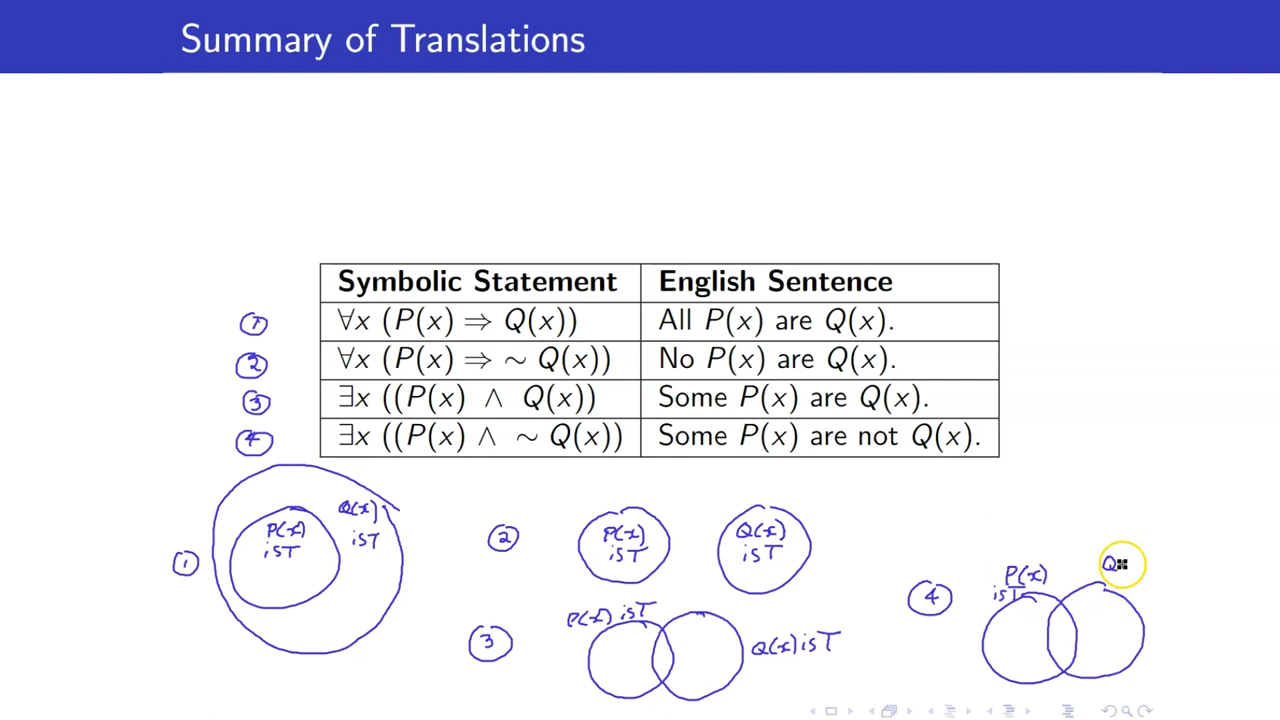 Summary of Translations
Symbolic Statement English Sentence
① ∀x (P(x) ⇒ Q(x)) All P(x) are Q(x).
② ∀x (P(x) ⇒ ∼ Q(x)) No P(x) are Q(x).
③ ∃x ((P(x) ∧ Q(x)) Some P(x) are Q(x).
④ ∃x ((P(x) ∧ ∼ Q(x)) Some P(x) are not Q(x).
①
P(x)
is T
Q(x)
is T
②
P(x)
is T
Q(x)
is T
③
P(x) is T
Q(x) is T
④
P(x)
is T
Q